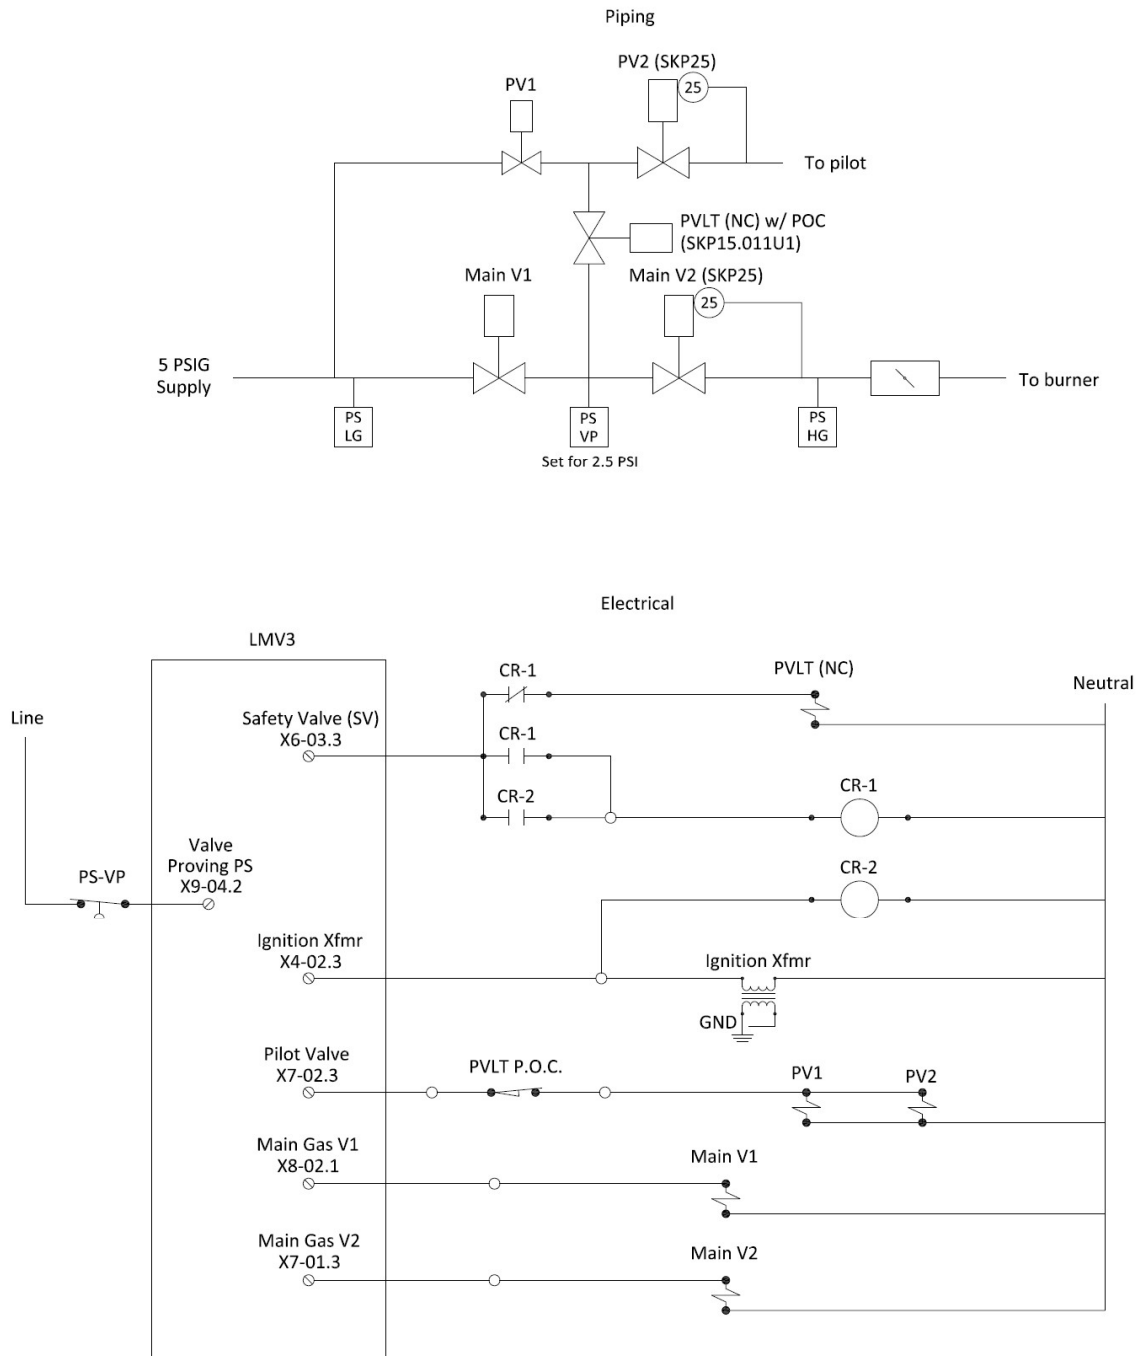 Piping
PV2 (SKP25)
25
PV1
To pilot
PVLT (NC) w/ POC
(SKP15.011U1)
Main V1
Main V2 (SKP25)
25
5 PSIG
Supply
To burner
PS
LG
PS
VP
PS
HG
Set for 2.5 PSI
Electrical
LMV3
CR-1
PVLT (NC)
Neutral
Line
Safety Valve (SV)
X6-03.3
CR-1
CR-2
CR-1
Valve
Proving PS
X9-04.2
PS-VP
CR-2
Ignition Xfmr
X4-02.3
Ignition Xfmr
GND
Pilot Valve
X7-02.3
PVLT P.O.C.
PV1
PV2
Main Gas V1
X8-02.1
Main V1
Main Gas V2
X7-01.3
Main V2